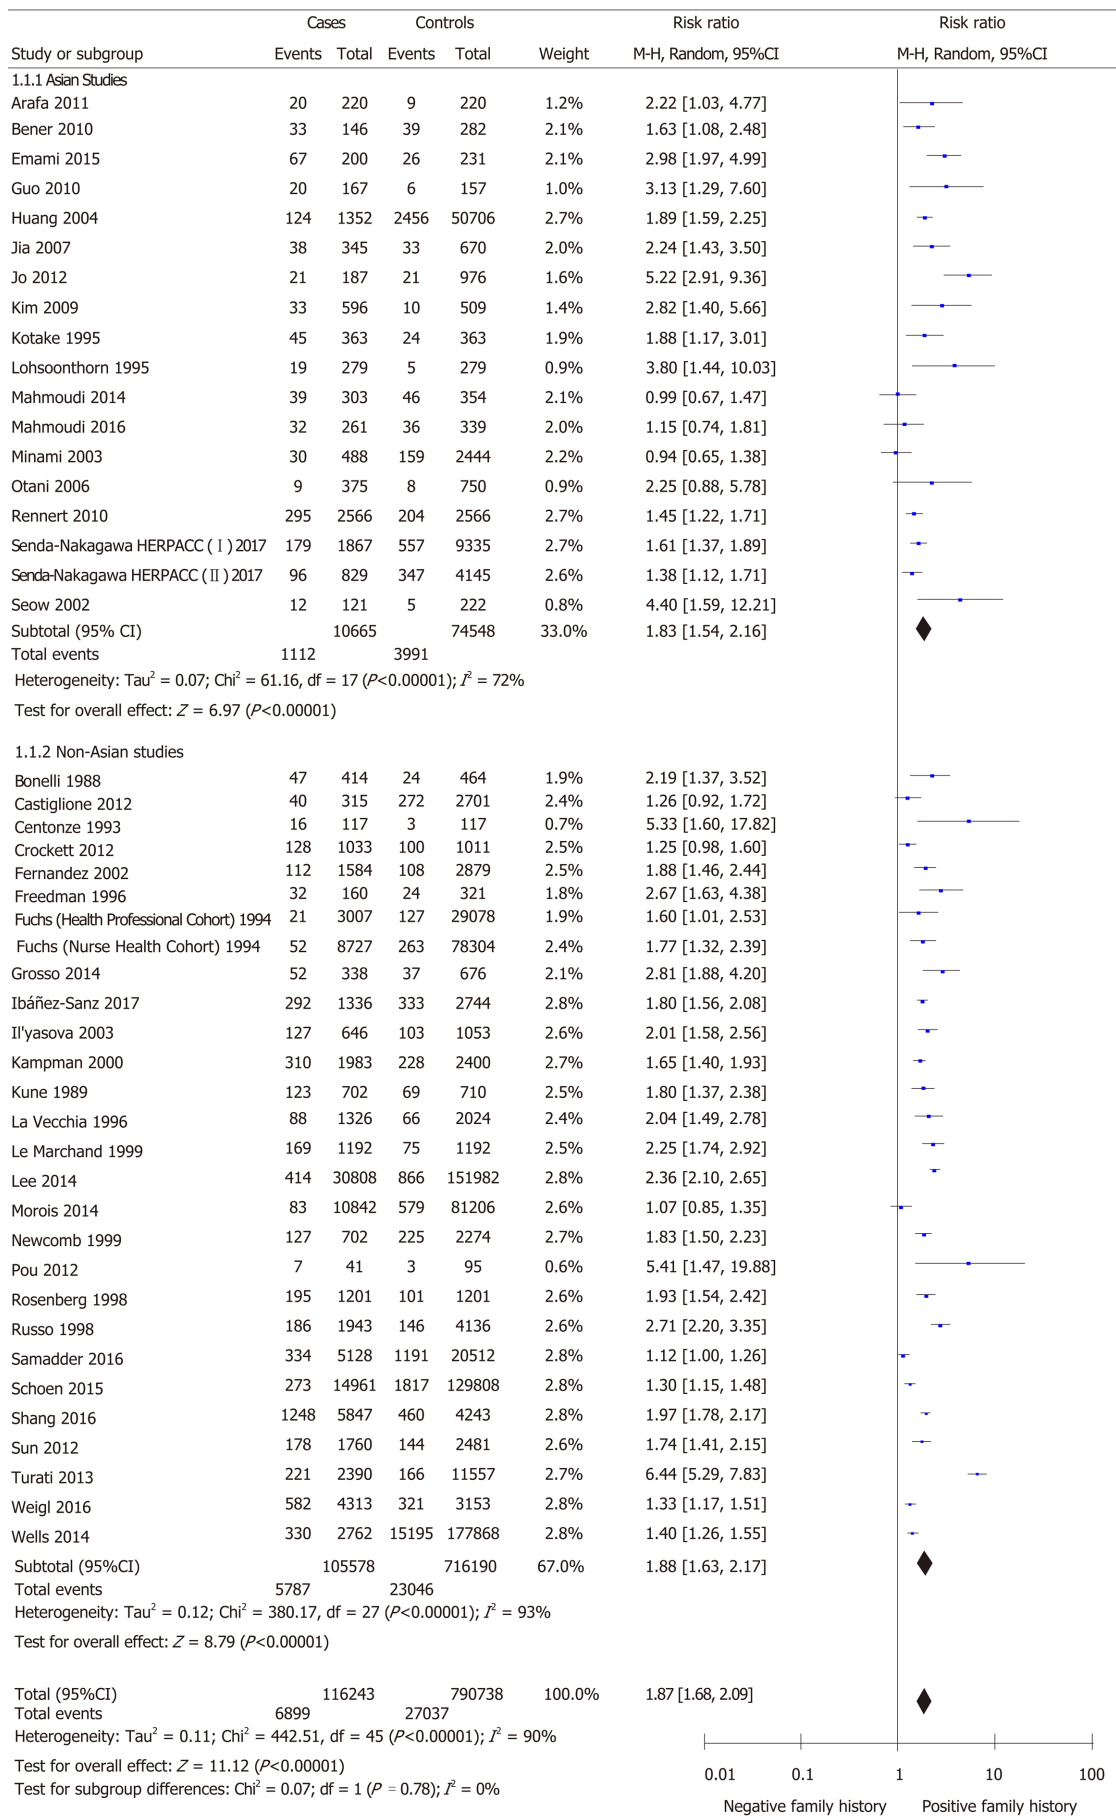 Cases Controls Risk ratio Risk ratio
Study or subgroup Events Total Events Total Weight M-H, Random, 95%CI M-H, Random, 95%CI
1.1.1 Asian Studies
Arafa 2011 20 220 9 220 1.2% 2.22 [1.03, 4.77]
Bener 2010 33 146 39 282 2.1% 1.63 [1.08, 2.48]
Emami 2015 67 200 26 231 2.1% 2.98 [1.97, 4.99]
Guo 2010 20 167 6 157 1.0% 3.13 [1.29, 7.60]
Huang 2004 124 1352 2456 50706 2.7% 1.89 [1.59, 2.25]
Jia 2007 38 345 33 670 2.0% 2.24 [1.43, 3.50]
Jo 2012 21 187 21 976 1.6% 5.22 [2.91, 9.36]
Kim 2009 33 596 10 509 1.4% 2.82 [1.40, 5.66]
Kotake 1995 45 363 24 363 1.9% 1.88 [1.17, 3.01]
Lohsoonthorn 1995 19 279 5 279 0.9% 3.80 [1.44, 10.03]
Mahmoudi 2014 39 303 46 354 2.1% 0.99 [0.67, 1.47]
Mahmoudi 2016 32 261 36 339 2.0% 1.15 [0.74, 1.81]
Minami 2003 30 488 159 2444 2.2% 0.94 [0.65, 1.38]
Otani 2006 9 375 8 750 0.9% 2.25 [0.88, 5.78]
Rennert 2010 295 2566 204 2566 2.7% 1.45 [1.22, 1.71]
Senda-Nakagawa HERPACC (Ⅰ) 2017 179 1867 557 9335 2.7% 1.61 [1.37, 1.89]
Senda-Nakagawa HERPACC (Ⅱ) 2017 96 829 347 4145 2.6% 1.38 [1.12, 1.71]
Seow 2002 12 121 5 222 0.8% 4.40 [1.59, 12.21]
Subtotal (95% CI) 10665 74548 33.0% 1.83 [1.54, 2.16]
Total events 1112 3991
Heterogeneity: Tau² = 0.07; Chi² = 61.16, df = 17 (P<0.00001); I² = 72%
Test for overall effect: Z = 6.97 (P<0.00001)
1.1.2 Non-Asian studies
Bonelli 1988 47 414 24 464 1.9% 2.19 [1.37, 3.52]
Castiglione 2012 40 315 272 2701 2.4% 1.26 [0.92, 1.72]
Centonze 1993 16 117 3 117 0.7% 5.33 [1.60, 17.82]
Crockett 2012 128 1033 100 1011 2.5% 1.25 [0.98, 1.60]
Fernandez 2002 112 1584 108 2879 2.5% 1.88 [1.46, 2.44]
Freedman 1996 32 160 24 321 1.8% 2.67 [1.63, 4.38]
Fuchs (Health Professional Cohort) 1994 21 3007 127 29078 1.9% 1.60 [1.01, 2.53]
Fuchs (Nurse Health Cohort) 1994 52 8727 263 78304 2.4% 1.77 [1.32, 2.39]
Grosso 2014 52 338 37 676 2.1% 2.81 [1.88, 4.20]
Ibáñez-Sanz 2017 292 1336 333 2744 2.8% 1.80 [1.56, 2.08]
Il'yasova 2003 127 646 103 1053 2.6% 2.01 [1.58, 2.56]
Kampman 2000 310 1983 228 2400 2.7% 1.65 [1.40, 1.93]
Kune 1989 123 702 69 710 2.5% 1.80 [1.37, 2.38]
La Vecchia 1996 88 1326 66 2024 2.4% 2.04 [1.49, 2.78]
Le Marchand 1999 169 1192 75 1192 2.5% 2.25 [1.74, 2.92]
Lee 2014 414 30808 866 151982 2.8% 2.36 [2.10, 2.65]
Morois 2014 83 10842 579 81206 2.6% 1.07 [0.85, 1.35]
Newcomb 1999 127 702 225 2274 2.7% 1.83 [1.50, 2.23]
Pou 2012 7 41 3 95 0.6% 5.41 [1.47, 19.88]
Rosenberg 1998 195 1201 101 1201 2.6% 1.93 [1.54, 2.42]
Russo 1998 186 1943 146 4136 2.6% 2.71 [2.20, 3.35]
Samadder 2016 334 5128 1191 20512 2.8% 1.12 [1.00, 1.26]
Schoen 2015 273 14961 1817 129808 2.8% 1.30 [1.15, 1.48]
Shang 2016 1248 5847 460 4243 2.8% 1.97 [1.78, 2.17]
Sun 2012 178 1760 144 2481 2.6% 1.74 [1.41, 2.15]
Turati 2013 221 2390 166 11557 2.7% 6.44 [5.29, 7.83]
Weigl 2016 582 4313 321 3153 2.8% 1.33 [1.17, 1.51]
Wells 2014 330 2762 15195 177868 2.8% 1.40 [1.26, 1.55]
Subtotal (95%CI) 105578 716190 67.0% 1.88 [1.63, 2.17]
Total events 5787 23046
Heterogeneity: Tau² = 0.12; Chi² = 380.17, df = 27 (P<0.00001); I² = 93%
Test for overall effect: Z = 8.79 (P<0.00001)
Total (95%CI) 116243 790738 100.0% 1.87 [1.68, 2.09]
Total events 6899 27037
Heterogeneity: Tau² = 0.11; Chi² = 442.51, df = 45 (P<0.00001); I² = 90%
Test for overall effect: Z = 11.12 (P<0.00001)
Test for subgroup differences: Chi² = 0.07; df = 1 (P = 0.78); I² = 0%
0.01 0.1 1 10 100
Negative family history Positive family history